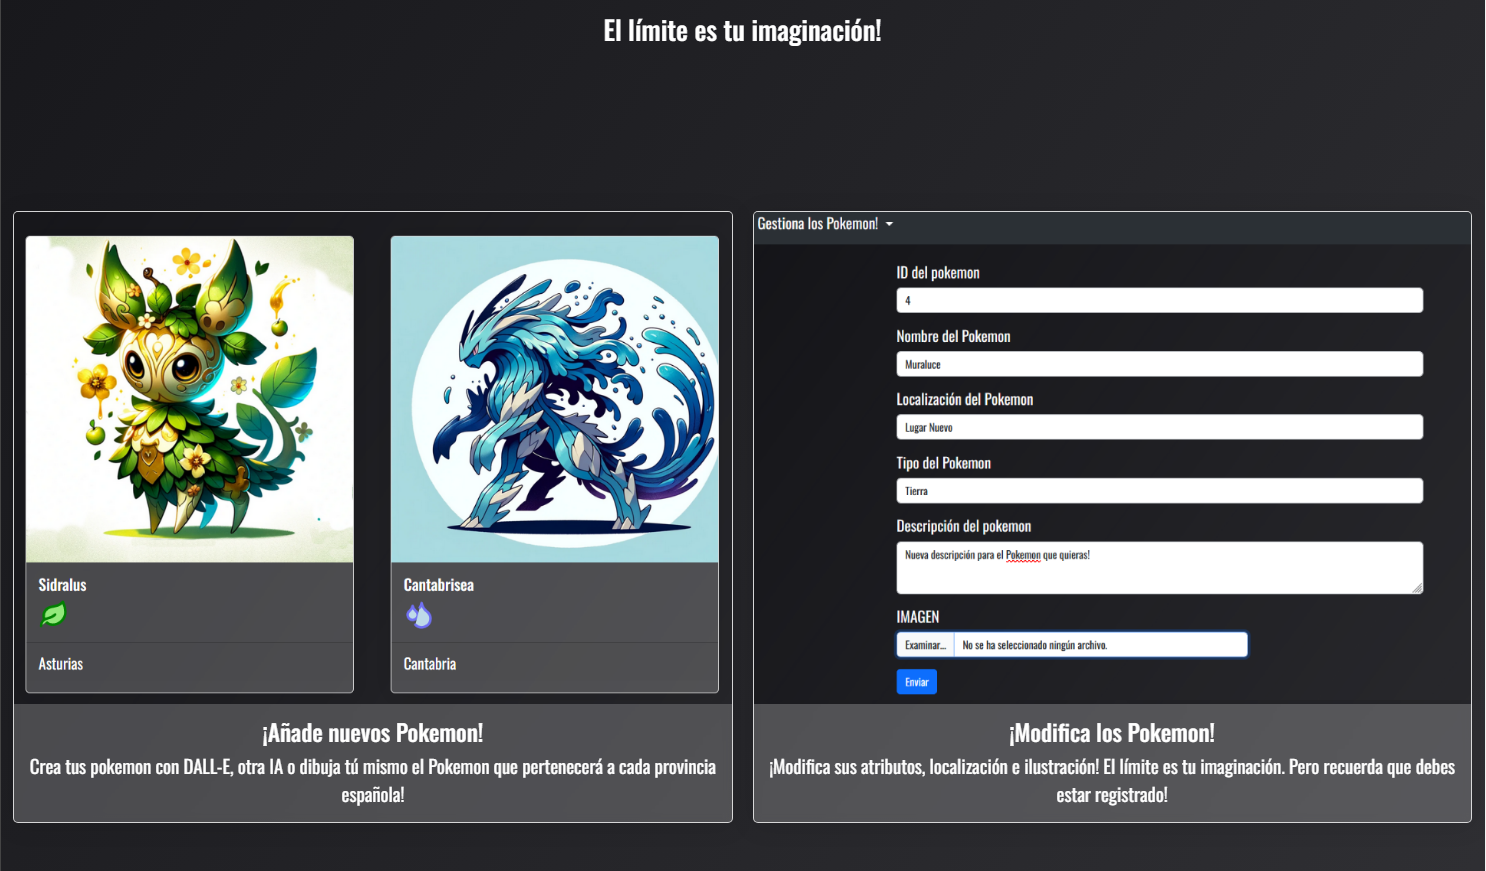 El límite es tu imaginación!
Sidralus
Asturias
Cantabrisea
Cantabria
¡Añade nuevos Pokemon!
Crea tus pokemon con DALL-E, otra IA o dibuja tú mismo el Pokemon que pertenecerá a cada provincia
española!
Gestiona los Pokemon!
ID del pokemon
4
Nombre del Pokemon
Muraluce
Localización del Pokemon
Lugar Nuevo
Tipo del Pokemon
Tierra
Descripción del pokemon
Nueva descripción para el Pokemon que quieras!
IMAGEN
Examinar... No se ha seleccionado ningún archivo.
Enviar
¡Modifica los Pokemon!
¡Modifica sus atributos, localización e ilustración! El límite es tu imaginación. Pero recuerda que debes
estar registrado!